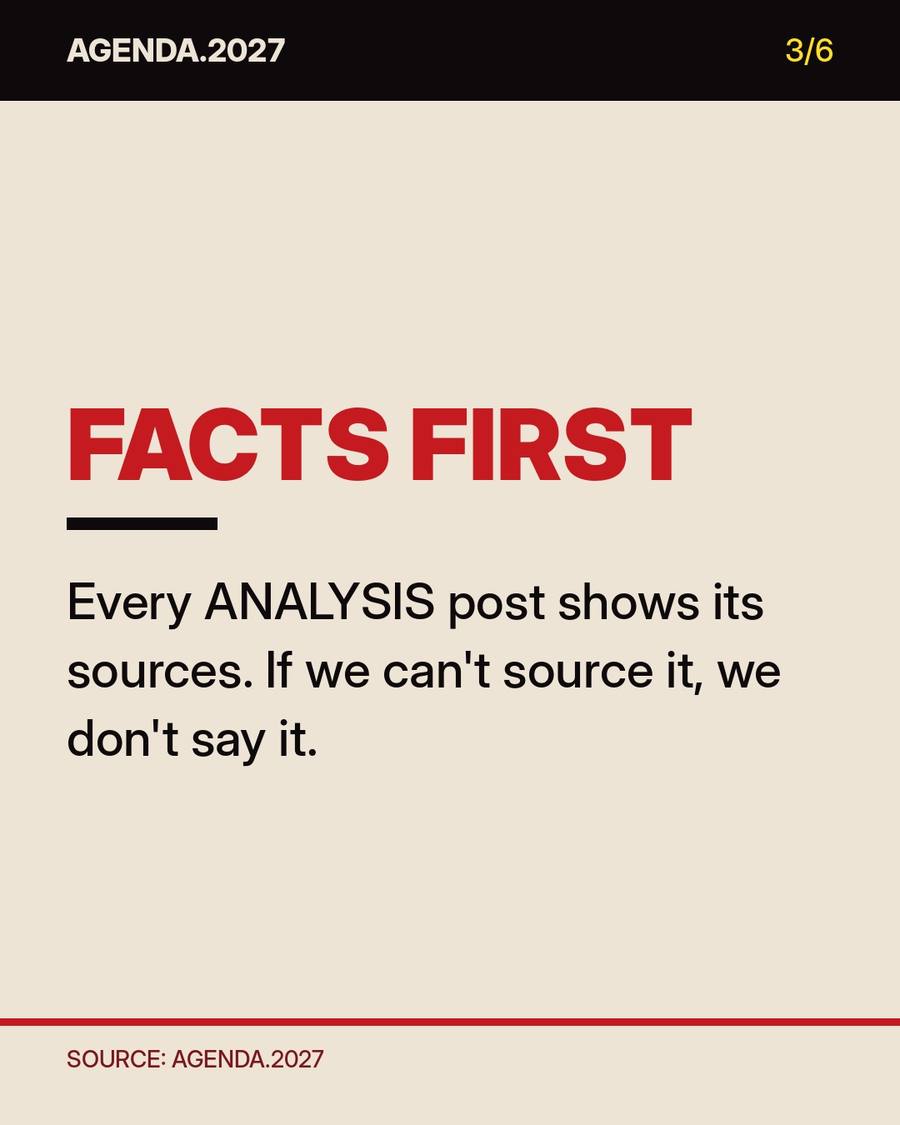 AGENDA.2027
3/6
FACTS FIRST
Every ANALYSIS post shows its
sources. If we can't source it, we
don't say it.
SOURCE: AGENDA.2027